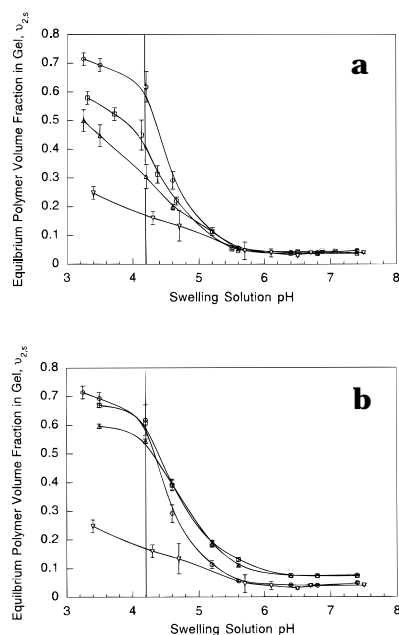 a
Equilibrium Polymer Volume Fraction in Gel, υ2,s
0.8
0.7
0.6
0.5
0.4
0.3
0.2
0.1
0
3 4 5 6 7 8
Swelling Solution pH
b
Equilibrium Polymer Volume Fraction in Gel, υ2,s
0.8
0.7
0.6
0.5
0.4
0.3
0.2
0.1
0
3 4 5 6 7 8
Swelling Solution pH